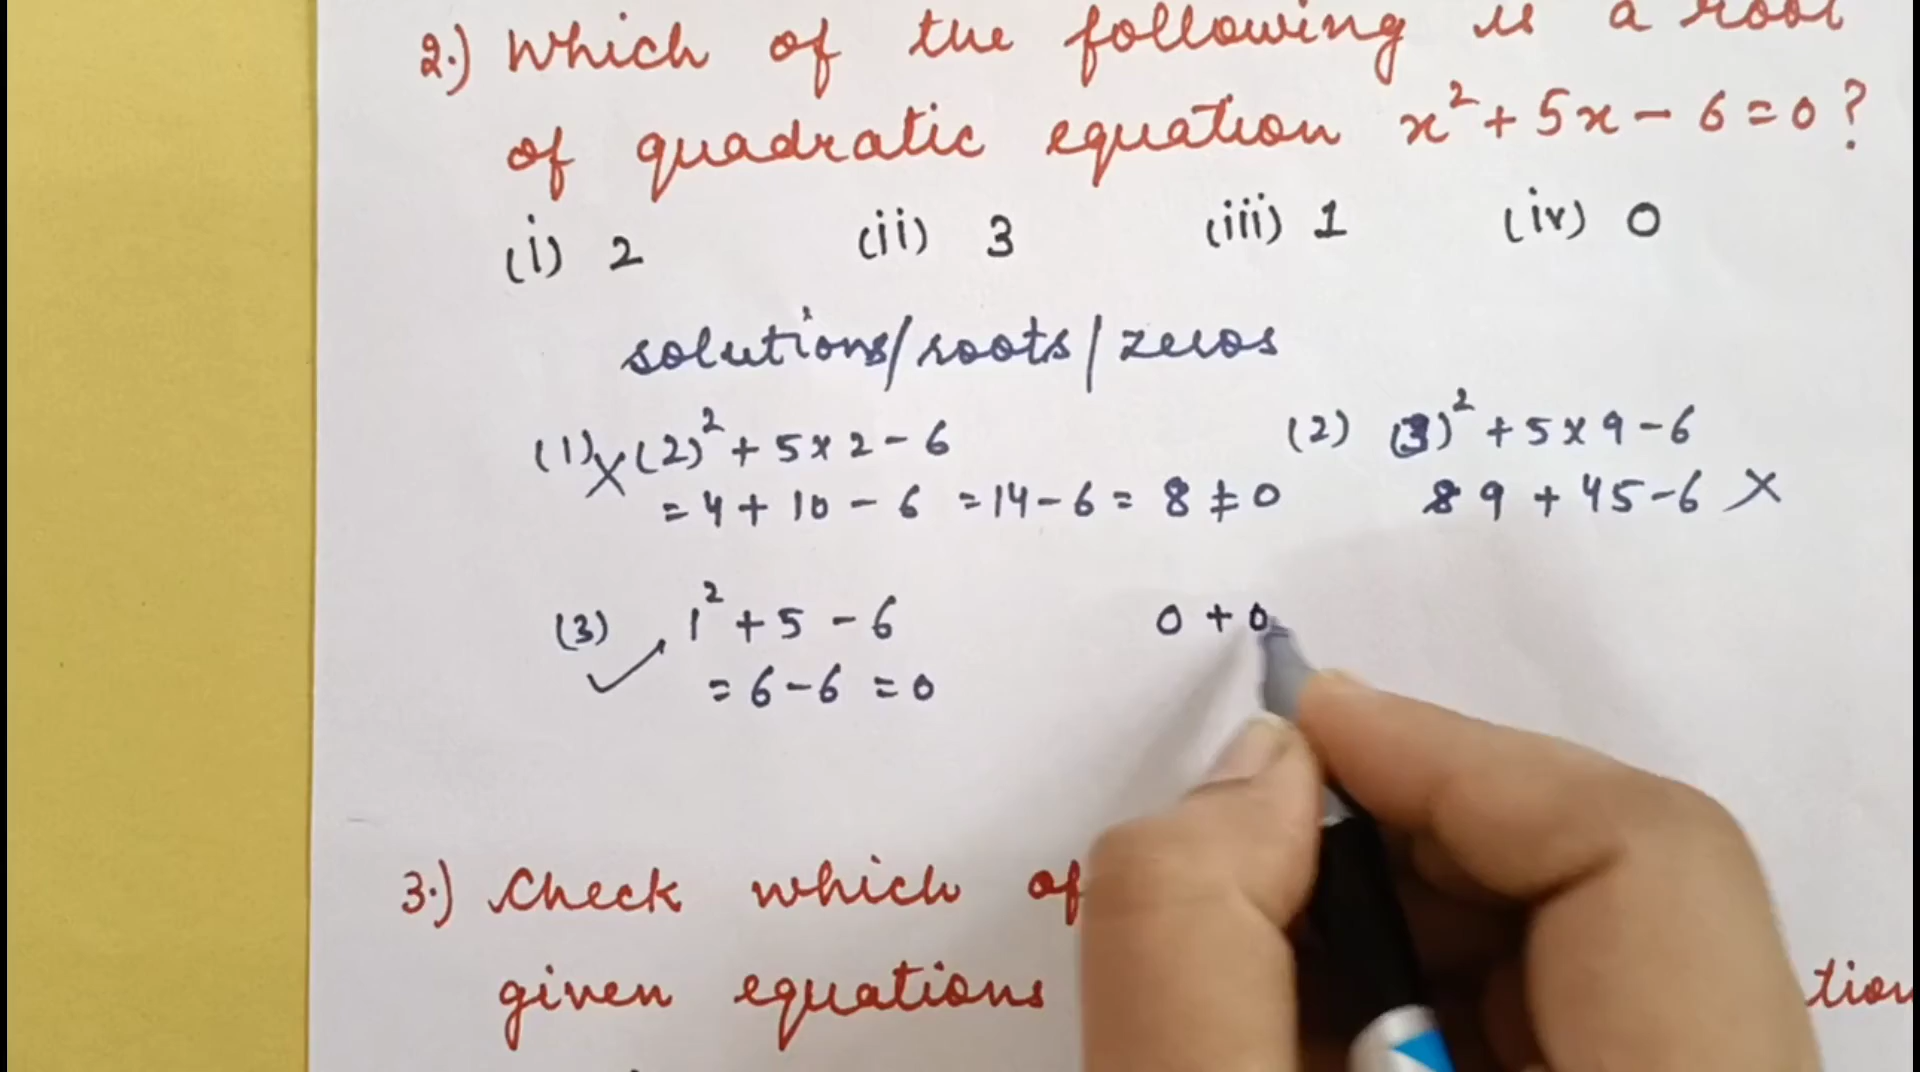 2.) Which of the following is a root
of quadratic equation x² + 5x - 6 = 0 ?
(i) 2 (ii) 3 (iii) 1 (iv) 0
solutions/roots/zeros
(1) × (2)² + 5 × 2 - 6 (2) (3)² + 5 × 9 - 6
= 4 + 10 - 6 = 14 - 6 = 8 ≠ 0 9 + 45 - 6 ×
(3) 1² + 5 - 6 0 + 0
✓ = 6 - 6 = 0
3.) Check which of
given equations